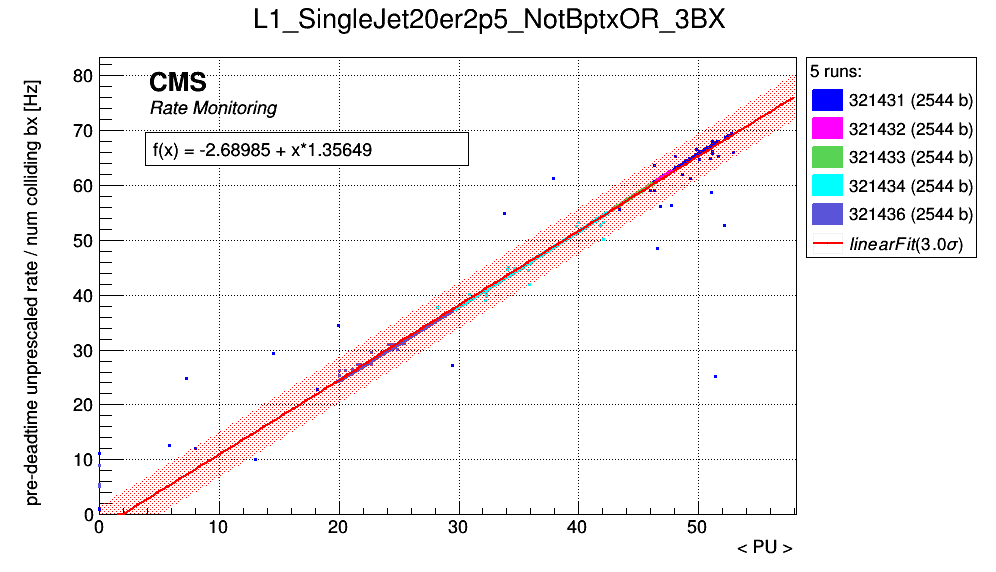 L1_SingleJet20er2p5_NotBptxOR_3BX
pre-deadtime unprescaled rate / num colliding bx [Hz]
CMS
Rate Monitoring
f(x) = -2.68985 + x*1.35649
80
70
60
50
40
30
20
10
0
0 10 20 30 40 50
< PU >
5 runs:
321431 (2544 b)
321432 (2544 b)
321433 (2544 b)
321434 (2544 b)
321436 (2544 b)
linearFit(3.0σ)